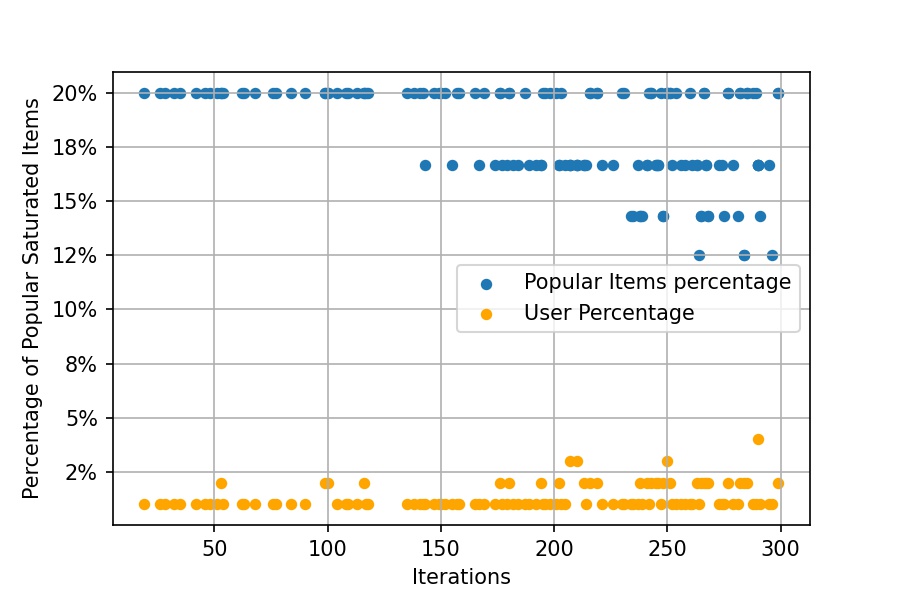 Percentage of Popular Saturated Items
20%
18%
15%
12%
10%
8%
5%
2%
Popular Items percentage
User Percentage
50 100 150 200 250 300
Iterations